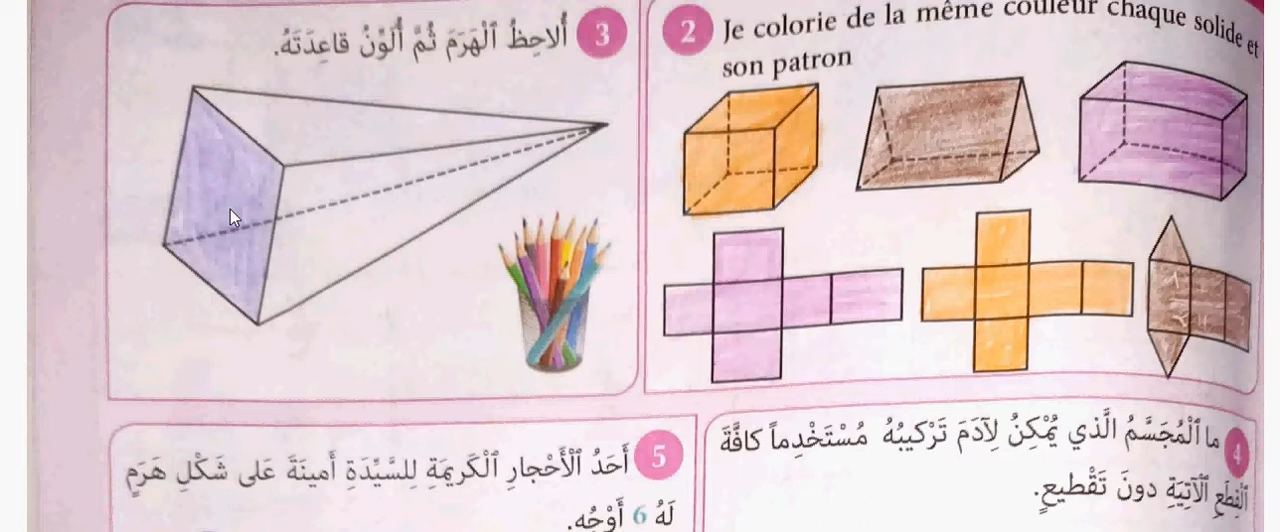 2 Je colorie de la même couleur chaque solide et
son patron
3 أُلاحِظُ ٱلْهَرَمَ ثُمَّ أُلَوِّنُ قاعِدَتَهُ.
4 ما ٱلْمُجَسَّمُ الَّذي يُمْكِنُ لِآدَمَ تَرْكيبُهُ مُسْتَخْدِماً كافَّةَ
ٱلْقِطَعِ ٱلْآتِيَةِ دونَ تَقْطيعٍ.
5 أَحَدُ ٱلْأَحْجارِ ٱلْكَريمَةِ لِلسَّيِّدَةِ أَمينَةَ عَلى شَكْلِ هَرَمٍ
لَهُ 6 أَوْجُهٍ.